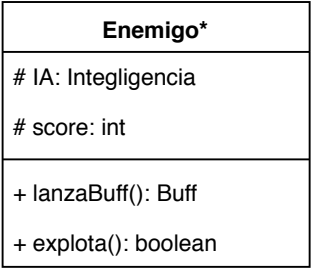 Enemigo*
# IA: Integligencia
# score: int
+ lanzaBuff(): Buff
+ explota(): boolean